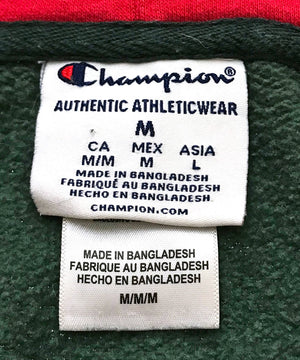 Champion®
AUTHENTIC ATHLETICWEAR
M
CA MEX ASIA
M/M M L
MADE IN BANGLADESH
FABRIQUÉ AU BANGLADESH
HECHO EN BANGLADESH
CHAMPION.COM
MADE IN BANGLADESH
FABRIQUE AU BANGLADESH
HECHO EN BANGLADESH
M/M/M